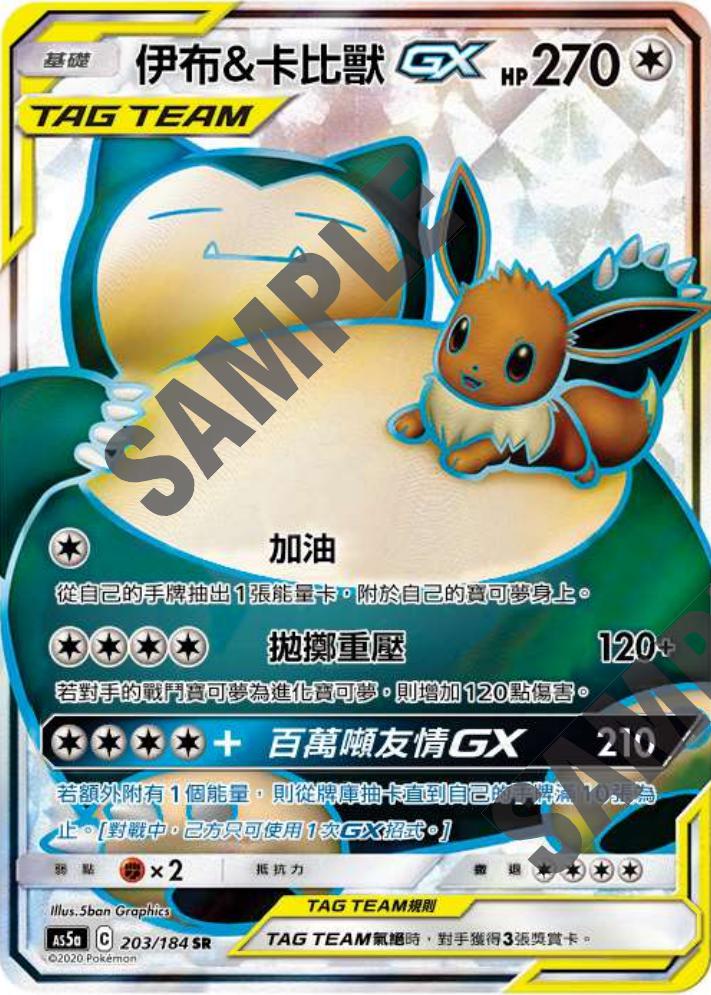 基礎 伊布&卡比獸 GX HP 270
TAG TEAM
SAMPLE
加油
從自己的手牌抽出1張能量卡，附於自己的寶可夢身上。
拋擲重壓 120+
若對手的戰鬥寶可夢為進化寶可夢，則增加120點傷害。
+ 百萬噸友情GX 210
若額外附有1個能量，則從牌庫抽卡直到自己的手牌滿10張為
止。[對戰中，己方只可使用1次GX招式。]
SAMPLE
弱點 ×2 抵抗力 撤退
Illus.5ban Graphics
TAG TEAM規則
AS5a C 203/184 SR
TAG TEAM氣絕時，對手獲得3張獎賞卡。
©2020 Pokémon